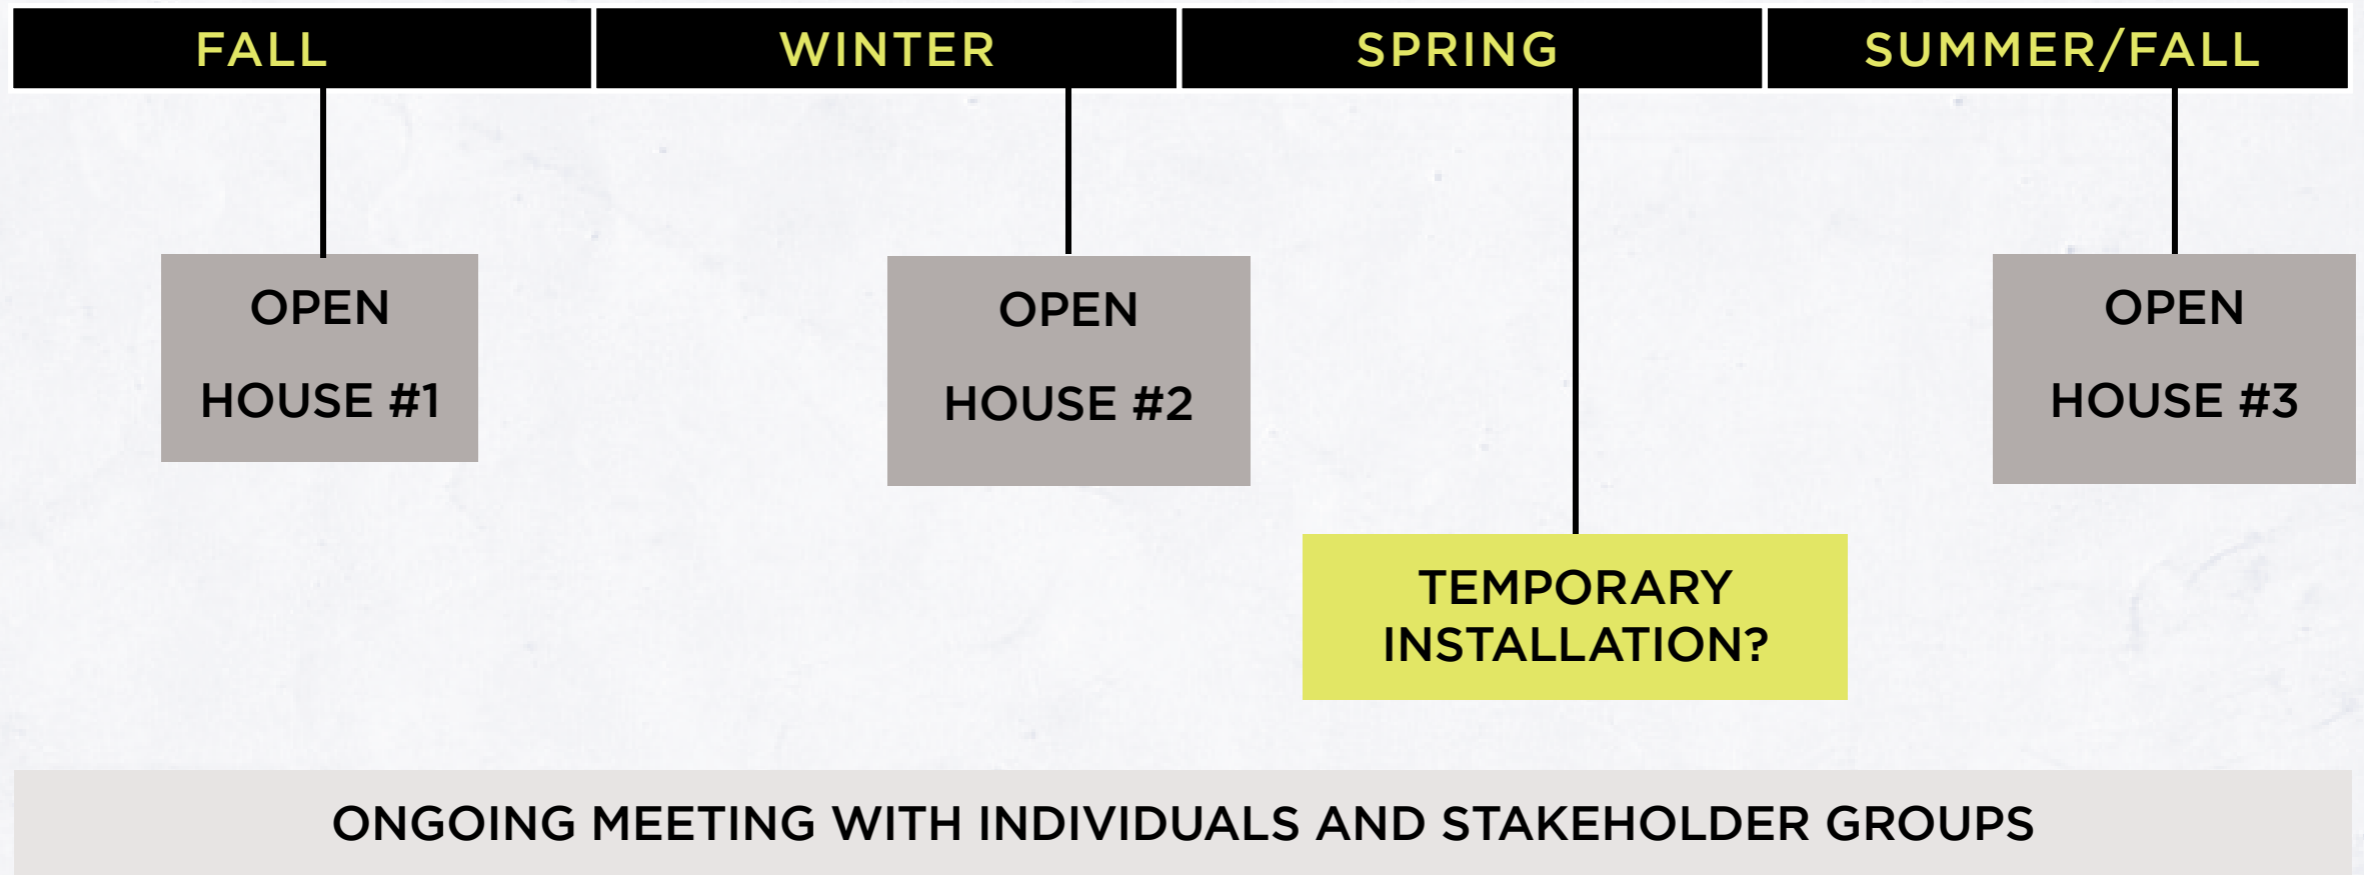 FALL
WINTER
SPRING
SUMMER/FALL
OPEN
HOUSE #1
OPEN
HOUSE #2
OPEN
HOUSE #3
TEMPORARY
INSTALLATION?
ONGOING MEETING WITH INDIVIDUALS AND STAKEHOLDER GROUPS